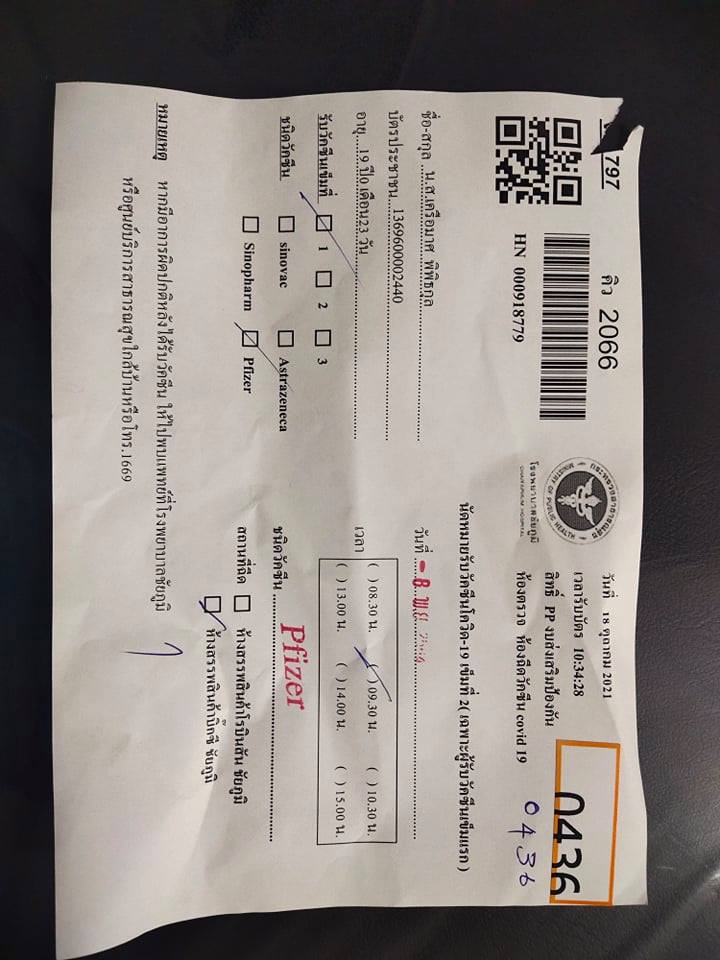 797
คิว 2066
HN 000918779
กระทรวงสาธารณสุข
MINISTRY OF PUBLIC HEALTH
โรงพยาบาลชัยภูมิ
CHAIYAPHUM HOSPITAL
วันที่ 18 ตุลาคม 2021
เวลารับบัตร 10:34:28
สิทธิ์ PP งบส่งเสริมป้องกัน
ห้องตรวจ ห้องฉีดวัคซีน covid 19
0436
0436
ชื่อ-สกุล ..น.ส.เครือมาศ พิพิธกุล
บัตรประชาชน...1369600002440
อายุ....19 ปี0 เดือน23 วัน
รับวัคซีนเข็มที่ 1 2 3
ชนิดวัคซีน sinovac Astrazeneca
Sinopharm Pfizer
นัดหมายรับวัคซีนโควิด-19 เข็มที่ 2( เฉพาะผู้รับวัคซีนเข็มแรก )
วันที่ - 8 พ.ย.
เวลา ( ) 08.30 น. ( ) 09.30 น. ( ) 10.30 น.
( ) 13.00 น. ( ) 14.00 น. ( ) 15.00 น.
ชนิดวัคซีน Pfizer
สถานที่ฉีด ห้างสรรพสินค้าโรบินสัน ชัยภูมิ
ห้างสรรพสินค้าบิ๊กซี ชัยภูมิ
หมายเหตุ หากมีอาการผิดปกติหลังได้รับวัคซีน ให้ไปพบแพทย์ที่โรงพยาบาลชัยภูมิ
หรือศูนย์บริการสาธารณสุขใกล้บ้านหรือโทร.1669